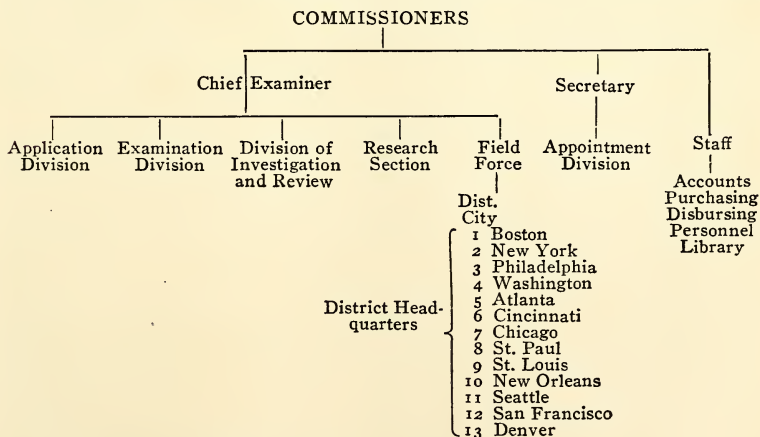 COMMISSIONERS
Chief Examiner
Secretary
Application
Division
Examination
Division
Division of
Investigation
and Review
Research
Section
Field
Force
Appointment
Division
Staff
Accounts
Purchasing
Disbursing
Personnel
Library
Dist.
City
District Head-
quarters
1 Boston
2 New York
3 Philadelphia
4 Washington
5 Atlanta
6 Cincinnati
7 Chicago
8 St. Paul
9 St. Louis
10 New Orleans
11 Seattle
12 San Francisco
13 Denver